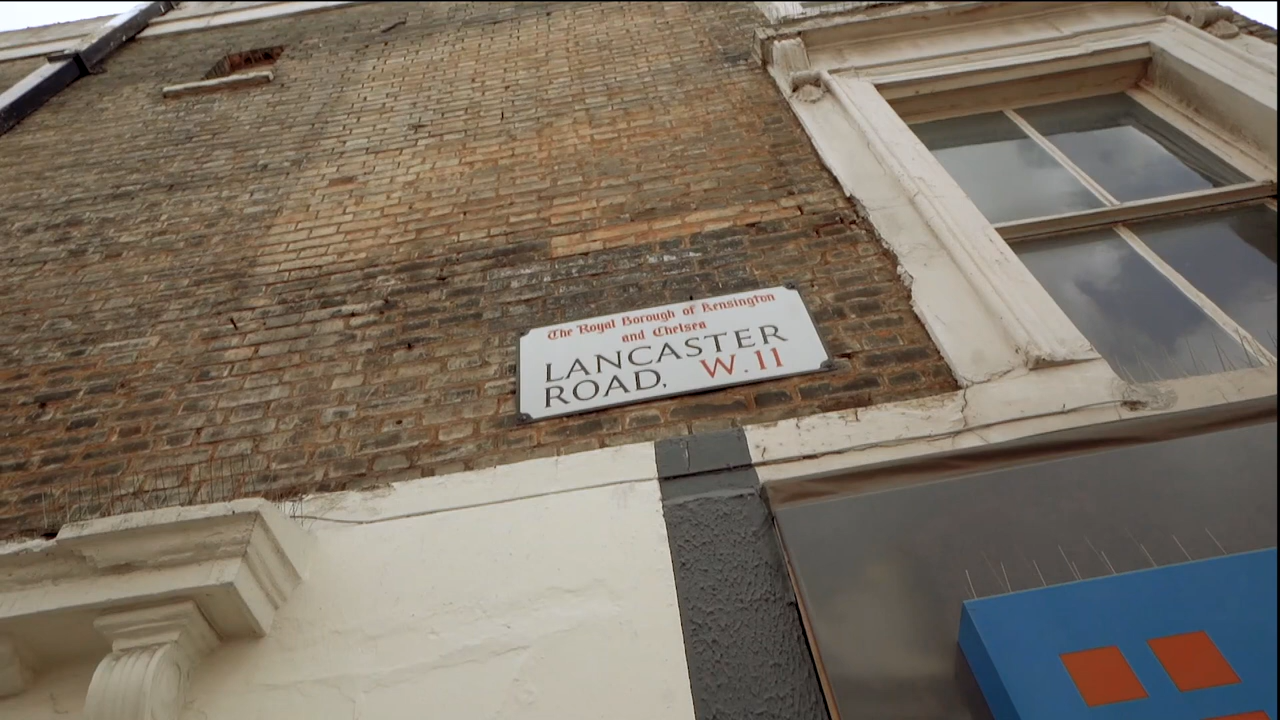 The Royal Borough of Kensington
and Chelsea
LANCASTER
ROAD. W.11